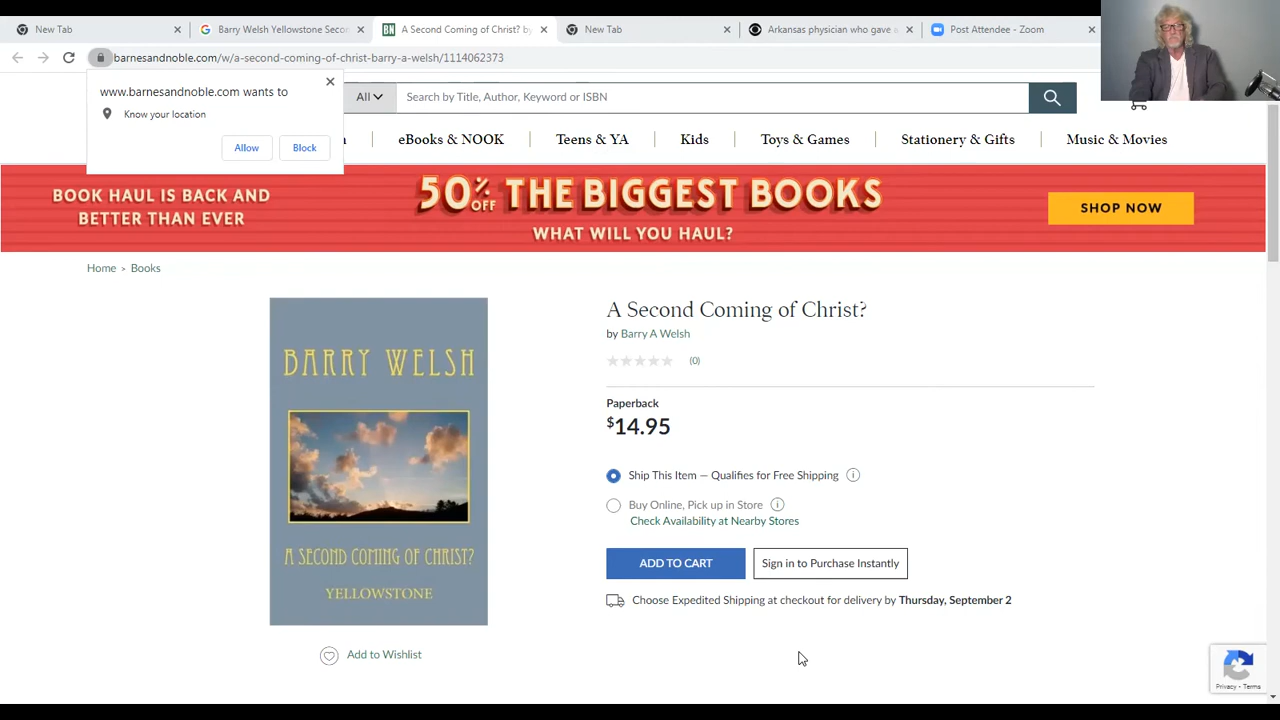 New Tab
Barry Welsh Yellowstone Secon
BN
A Second Coming of Christ? by
New Tab
Arkansas physician who gave a
Post Attendee - Zoom
barnesandnoble.com/w/a-second-coming-of-christ-barry-a-welsh/1114062373
www.barnesandnoble.com wants to
Know your location
Allow
Block
All
Search by Title, Author, Keyword or ISBN
eBooks & NOOK
Teens & YA
Kids
Toys & Games
Stationery & Gifts
Music & Movies
BOOK HAUL IS BACK AND
BETTER THAN EVER
50% OFF THE BIGGEST BOOKS
WHAT WILL YOU HAUL?
SHOP NOW
Home > Books
BARRY WELSH
A SECOND COMING OF CHRIST?
YELLOWSTONE
Add to Wishlist
A Second Coming of Christ?
by Barry A Welsh
(0)
Paperback
$14.95
Ship This Item — Qualifies for Free Shipping
Buy Online, Pick up in Store
Check Availability at Nearby Stores
ADD TO CART
Sign in to Purchase Instantly
Choose Expedited Shipping at checkout for delivery by Thursday, September 2
Privacy - Terms